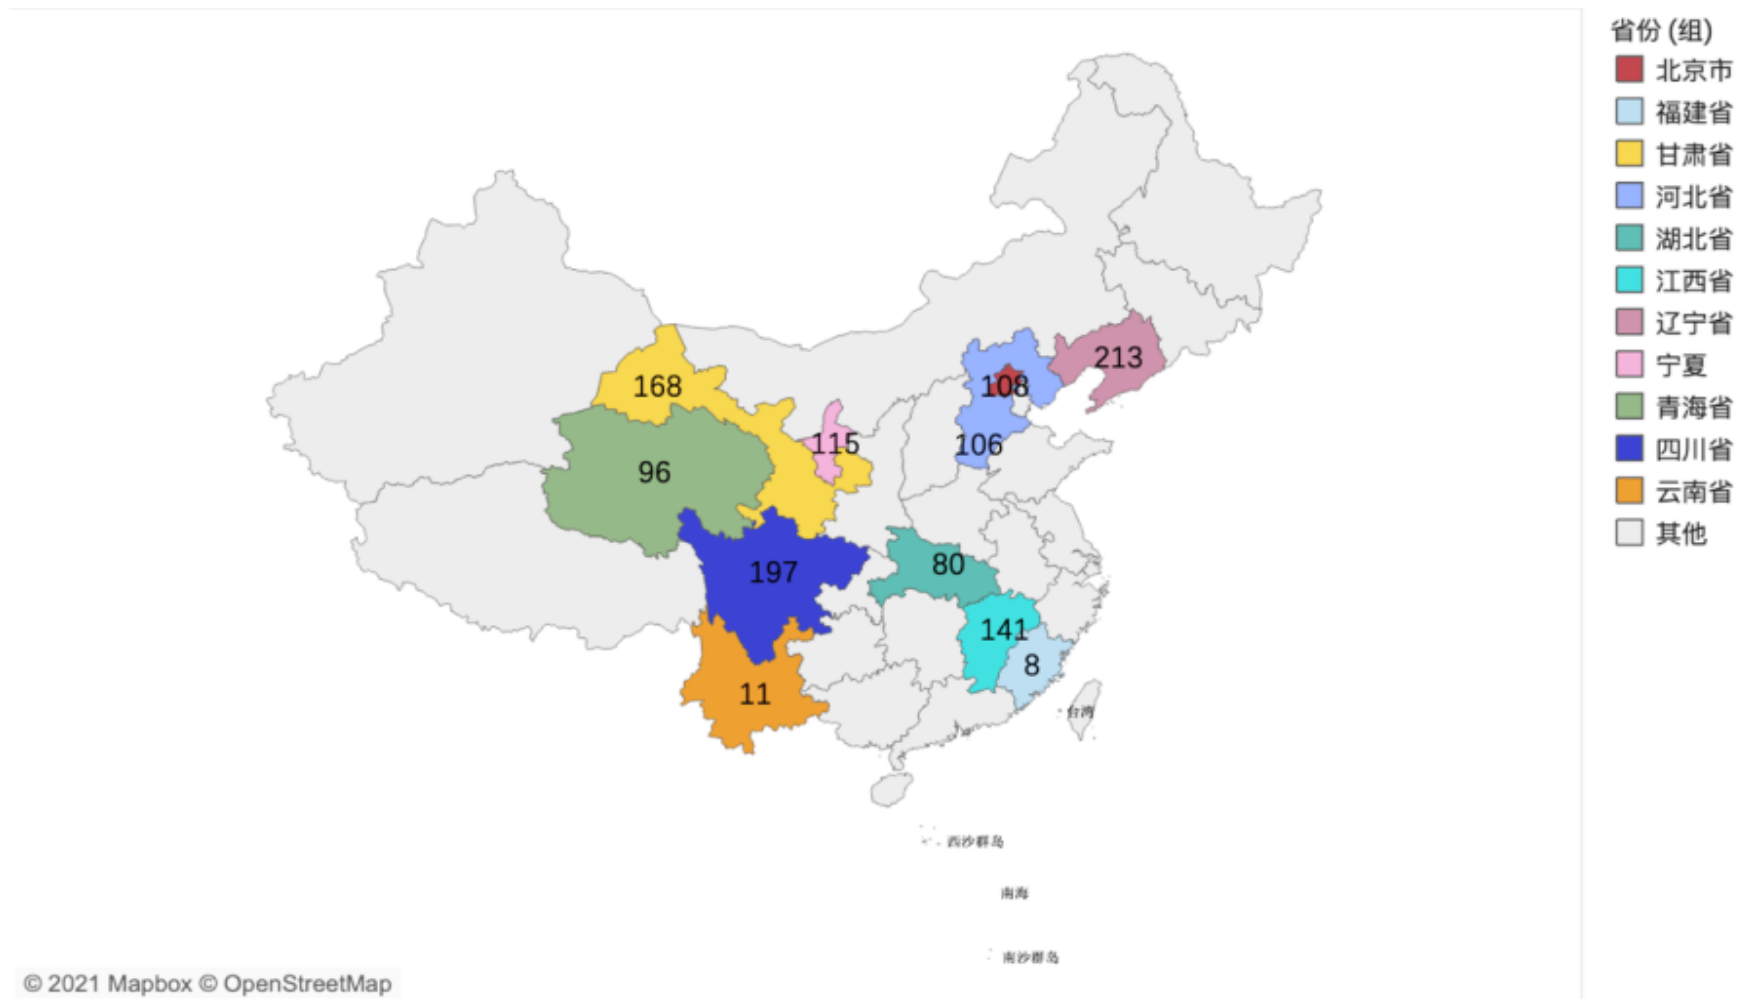 省份 (组)
北京市
福建省
甘肃省
河北省
湖北省
江西省
辽宁省
宁夏
青海省
四川省
云南省
其他
213
168
108
115
106
96
80
197
141
8
11
台湾
西沙群岛
南海
南沙群岛
© 2021 Mapbox © OpenStreetMap